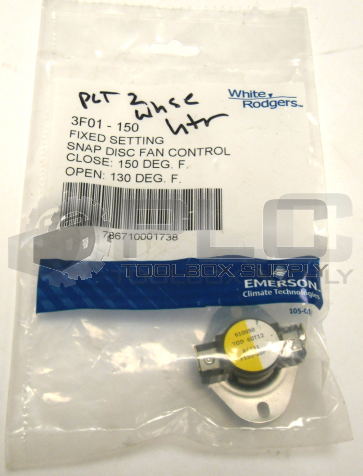 PLT 2
Whse
Htr
White
Rodgers
3F01 - 150
FIXED SETTING
SNAP DISC FAN CONTROL
CLOSE: 150 DEG. F.
OPEN: 130 DEG. F.
786710001738
PLC
TOOLBOX SUPPLY
EMERSON
Climate Technologies